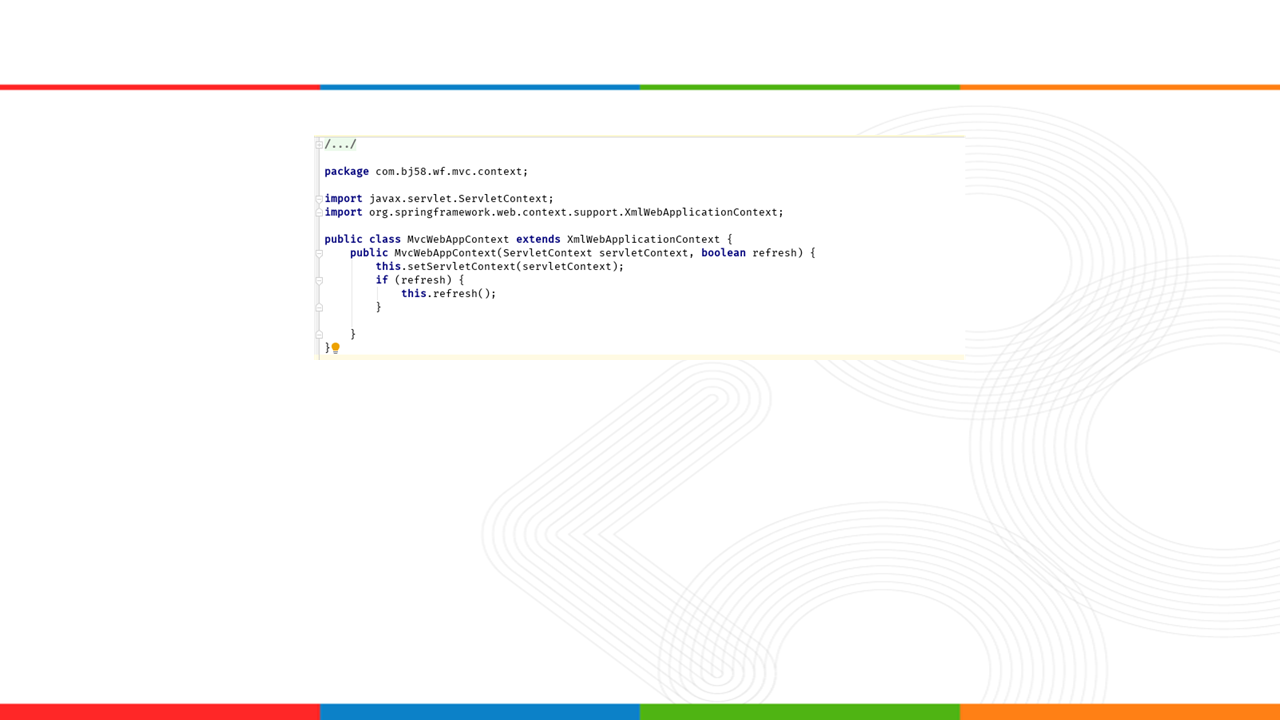 /.../
package com.bj58.wf.mvc.context;
import javax.servlet.ServletContext;
import org.springframework.web.context.support.XmlWebApplicationContext;
public class MvcWebAppContext extends XmlWebApplicationContext {
    public MvcWebAppContext(ServletContext servletContext, boolean refresh) {
        this.setServletContext(servletContext);
        if (refresh) {
            this.refresh();
        }
    }
}